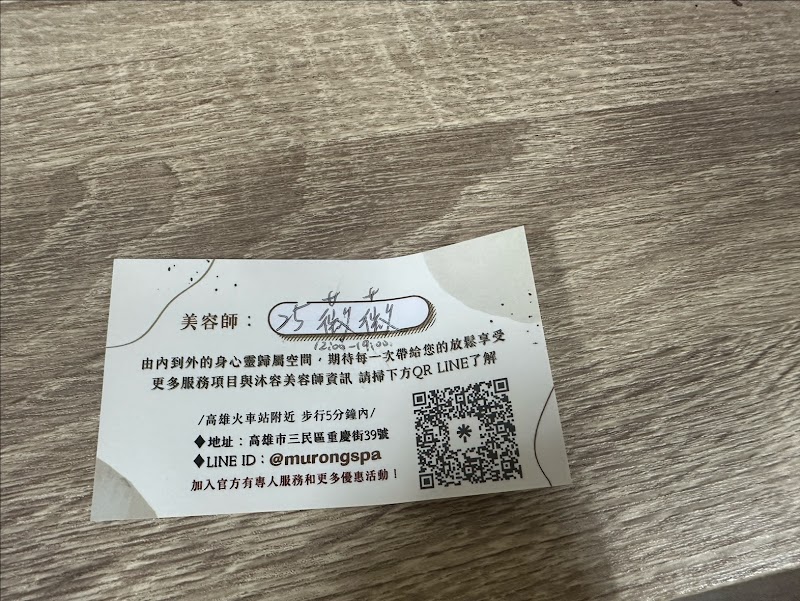 美容師： 25 薇薇
12:00-19:00.
由內到外的身心靈歸屬空間，期待每一次帶給您的放鬆享受
更多服務項目與沐容美容師資訊 請掃下方QR LINE了解
/高雄火車站附近 步行5分鐘內/
♦地址：高雄市三民區重慶街39號
♦LINE ID：@murongspa
加入官方有專人服務和更多優惠活動！